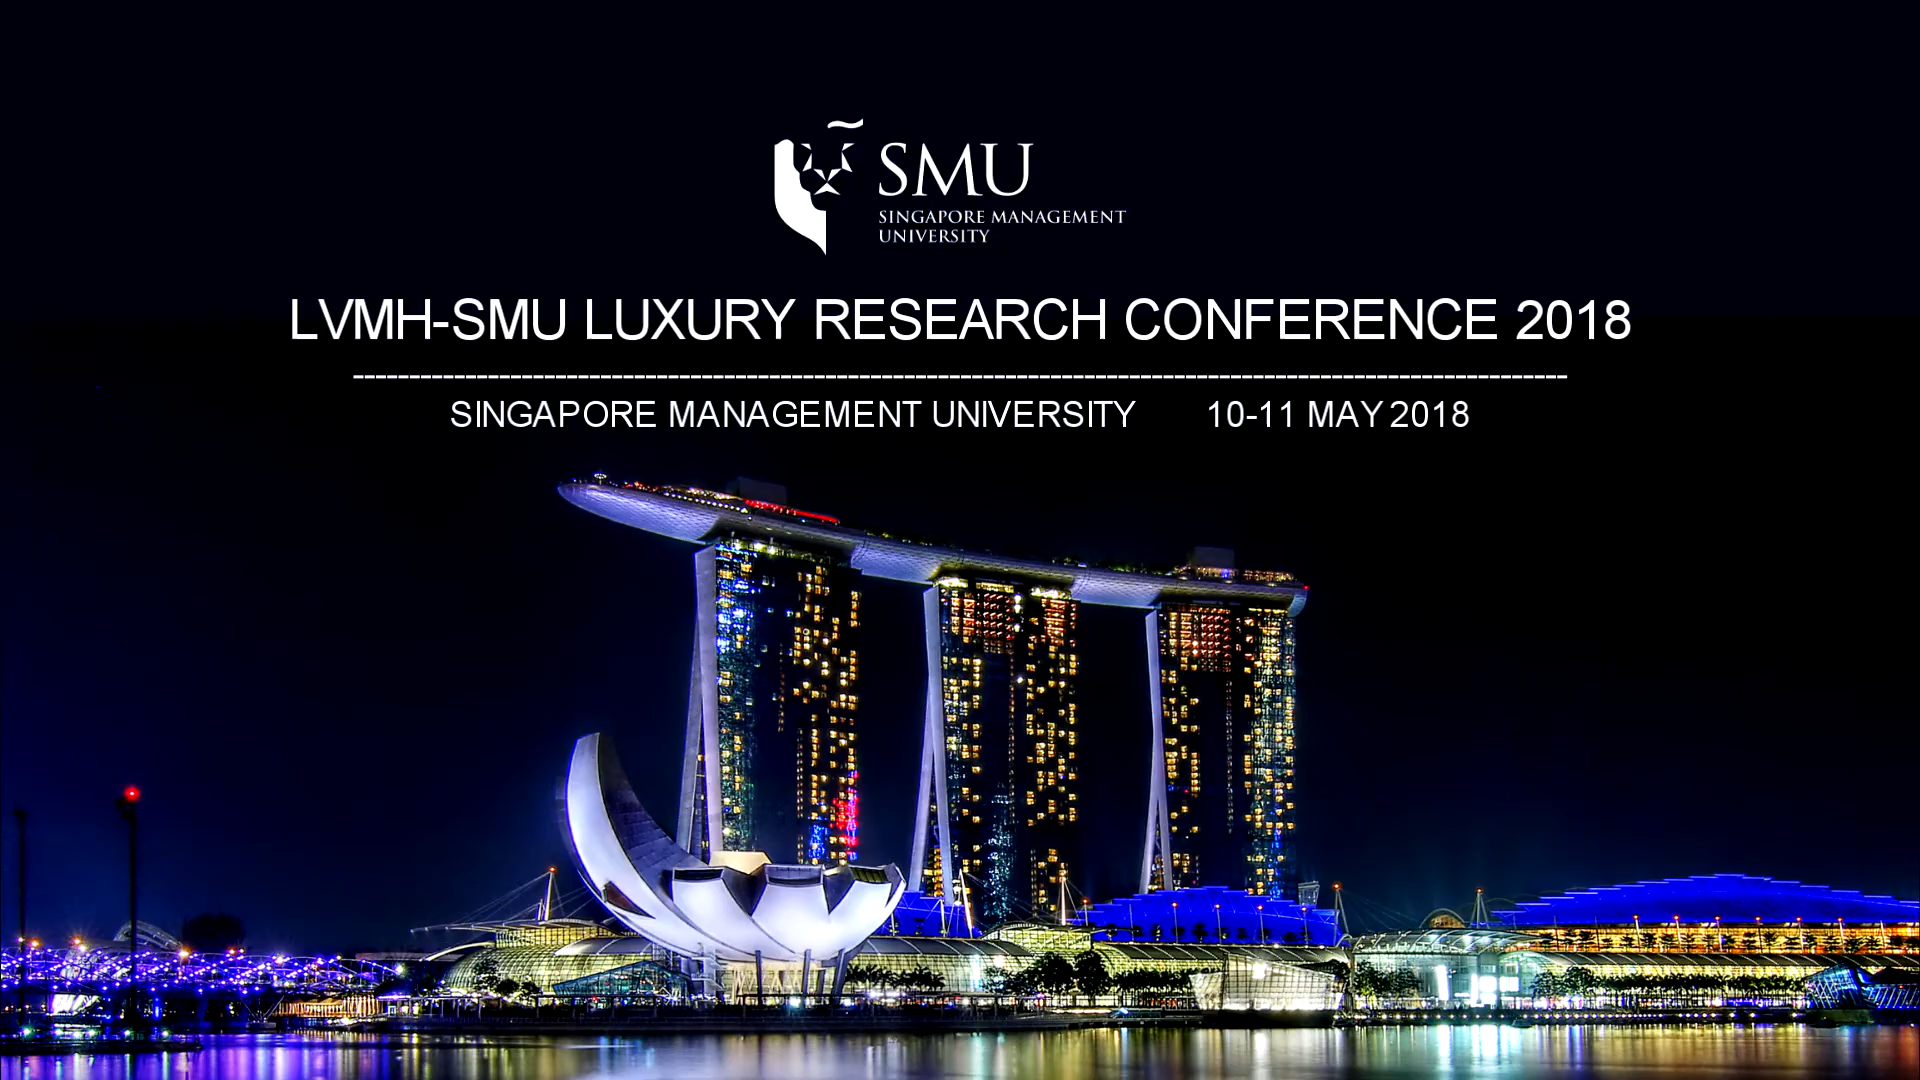 SMU
SINGAPORE MANAGEMENT
UNIVERSITY
LVMH-SMU LUXURY RESEARCH CONFERENCE 2018
SINGAPORE MANAGEMENT UNIVERSITY 10-11 MAY 2018